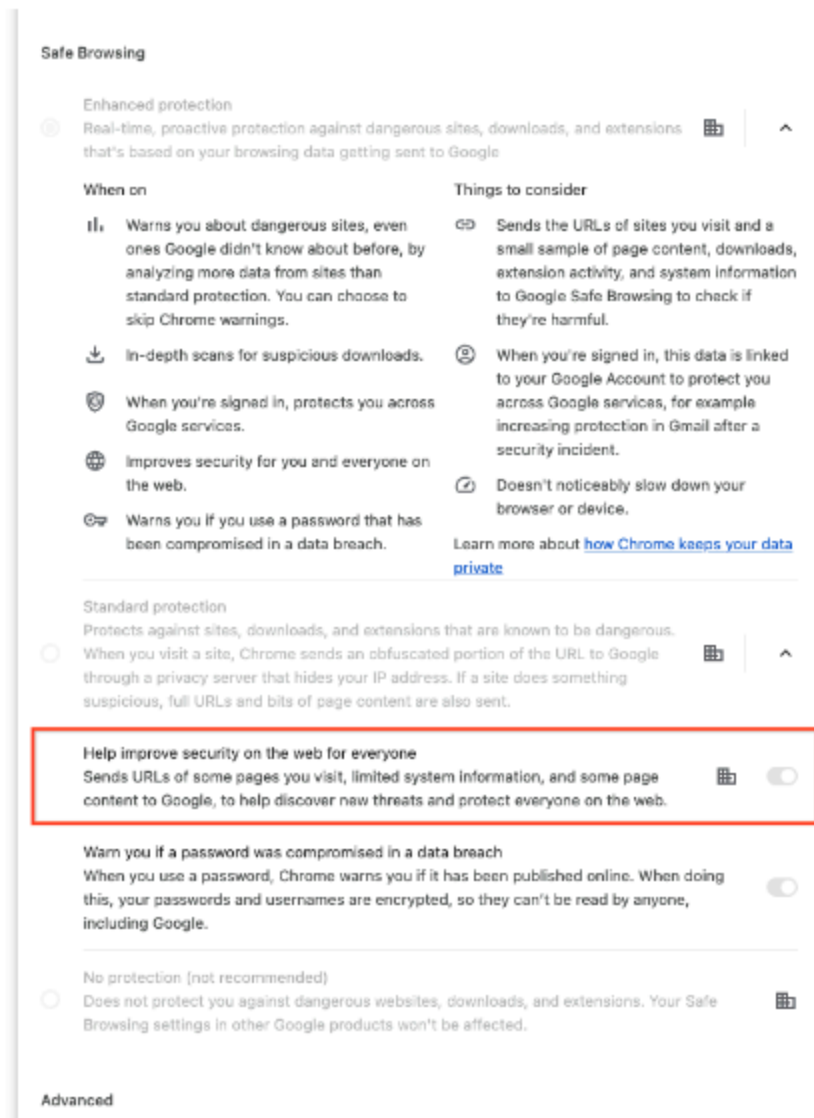 Safe Browsing
Enhanced protection
Real-time, proactive protection against dangerous sites, downloads, and extensions
that's based on your browsing data getting sent to Google
When on
Warns you about dangerous sites, even
ones Google didn't know about before, by
analyzing more data from sites than
standard protection. You can choose to
skip Chrome warnings.
In-depth scans for suspicious downloads.
When you're signed in, protects you across
Google services.
Improves security for you and everyone on
the web.
Warns you if you use a password that has
been compromised in a data breach.
Things to consider
Sends the URLs of sites you visit and a
small sample of page content, downloads,
extension activity, and system information
to Google Safe Browsing to check if
they're harmful.
When you're signed in, this data is linked
to your Google Account to protect you
across Google services, for example
increasing protection in Gmail after a
security incident.
Doesn't noticeably slow down your
browser or device.
Learn more about how Chrome keeps your data
private
Standard protection
Protects against sites, downloads, and extensions that are known to be dangerous.
When you visit a site, Chrome sends an obfuscated portion of the URL to Google
through a privacy server that hides your IP address. If a site does something
suspicious, full URLs and bits of page content are also sent.
Help improve security on the web for everyone
Sends URLs of some pages you visit, limited system information, and some page
content to Google, to help discover new threats and protect everyone on the web.
Warn you if a password was compromised in a data breach
When you use a password, Chrome warns you if it has been published online. When doing
this, your passwords and usernames are encrypted, so they can't be read by anyone,
including Google.
No protection (not recommended)
Does not protect you against dangerous websites, downloads, and extensions. Your Safe
Browsing settings in other Google products won't be affected.
Advanced